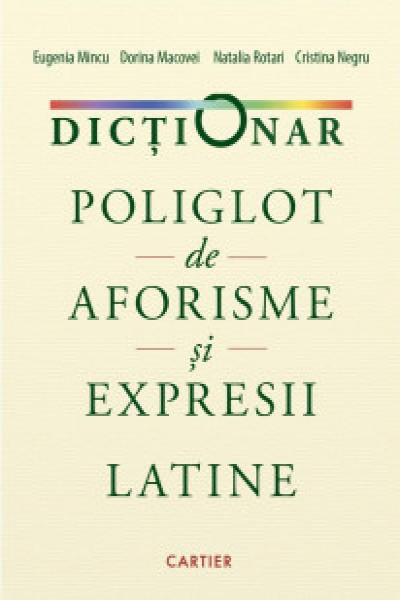 Eugenia Mincu Dorina Macovei Natalia Rotari Cristina Negru
DICȚIONAR
POLIGLOT
de
AFORISME
și
EXPRESII
LATINE
CARTIER